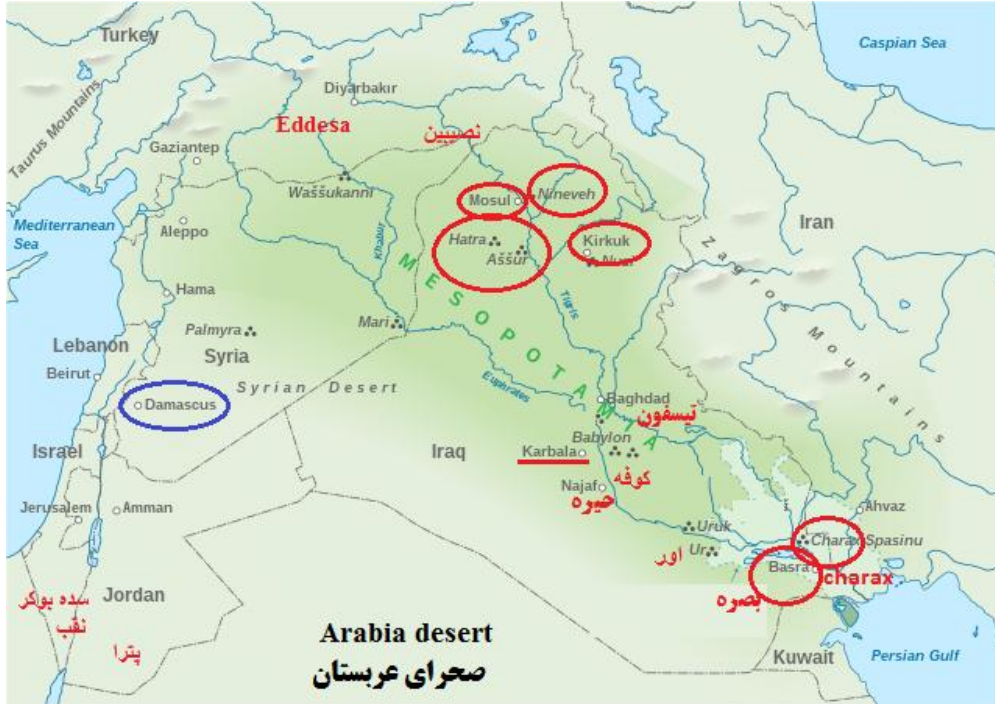 Turkey
Caspian Sea
Diyarbakır
Taurus Mountains
Eddesa
نصیبین
Gaziantep
Waššukanni
Mosul
Nineveh
Mediterranean
Sea
Aleppo
Khabur
Hatra
Aššur
Kirkuk
Iran
Zagros Mountains
MESOPOTAMIA
Tigris
Hama
Mari
Palmyra
Lebanon
Syria
Beirut
Syrian Desert
Euphrates
Damascus
Baghdad
تیسفون
Babylon
Israel
Iraq
Karbala
کوفه
Najaf
حیره
Ahvaz
Jerusalem
Amman
Uruk
Charax Spasinu
Ur
اور
Basra
charax
بصره
سده بوکر
نقب
Jordan
پترا
Arabia desert
صحرای عربستان
Kuwait
Persian Gulf